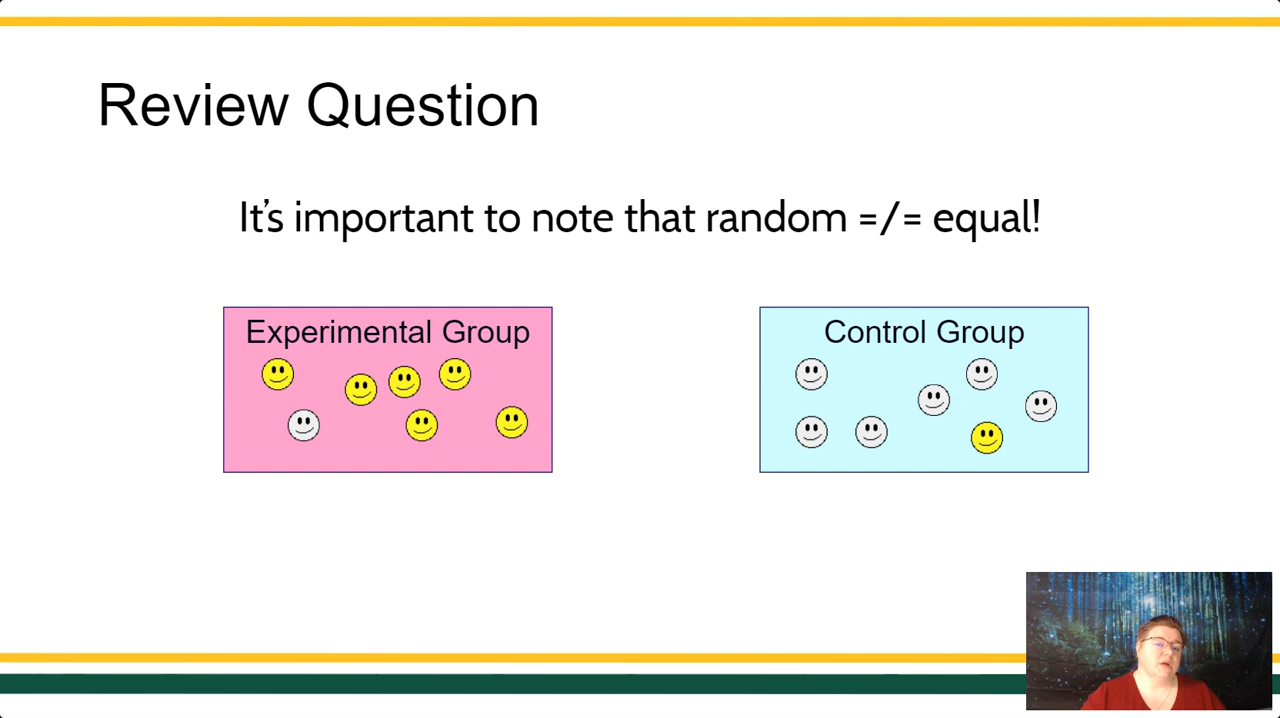 Review Question
It's important to note that random =/= equal!
Experimental Group
Control Group